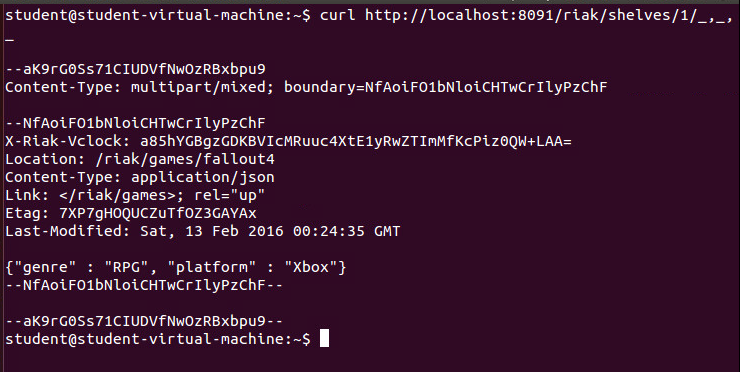 student@student-virtual-machine:~$ curl http://localhost:8091/riak/shelves/1/_,_,
_
--aK9rG0Ss71CIUDVfNwOzRBxbpu9
Content-Type: multipart/mixed; boundary=NfAoiFO1bNloiCHTwCrIlyPzChF
--NfAoiFO1bNloiCHTwCrIlyPzChF
X-Riak-Vclock: a85hYGBgzGDKBVIcMRuuc4XtE1yRwZTImMfKcPiz0QW+LAA=
Location: /riak/games/fallout4
Content-Type: application/json
Link: </riak/games>; rel="up"
Etag: 7XP7gHOQUCZuTfOZ3GAYAx
Last-Modified: Sat, 13 Feb 2016 00:24:35 GMT
{"genre" : "RPG", "platform" : "Xbox"}
--NfAoiFO1bNloiCHTwCrIlyPzChF--
--aK9rG0Ss71CIUDVfNwOzRBxbpu9--
student@student-virtual-machine:~$